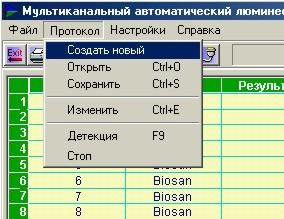 Мультиканальный автоматический люминес
Файл Протокол Настройки Справка
Exit
Создать новый
Открыть Ctrl+O
Сохранить Ctrl+S
Изменить Ctrl+E
Детекция F9
Стоп
Резул
1
2
3
4
5
6 6 Biosan
7 7 Biosan
8 8 Biosan